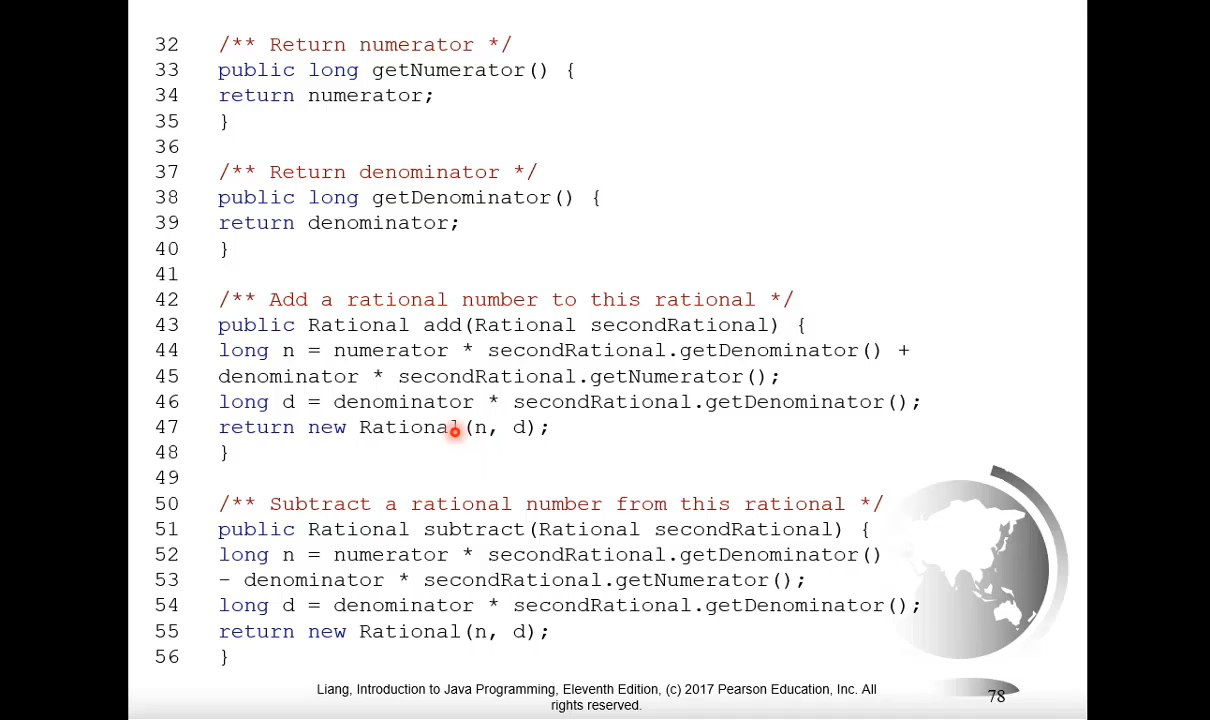 32 /** Return numerator */
33 public long getNumerator() {
34 return numerator;
35 }
36
37 /** Return denominator */
38 public long getDenominator() {
39 return denominator;
40 }
41
42 /** Add a rational number to this rational */
43 public Rational add(Rational secondRational) {
44 long n = numerator * secondRational.getDenominator() +
45 denominator * secondRational.getNumerator();
46 long d = denominator * secondRational.getDenominator();
47 return new Rational(n, d);
48 }
49
50 /** Subtract a rational number from this rational */
51 public Rational subtract(Rational secondRational) {
52 long n = numerator * secondRational.getDenominator()
53 - denominator * secondRational.getNumerator();
54 long d = denominator * secondRational.getDenominator();
55 return new Rational(n, d);
56 }
Liang, Introduction to Java Programming, Eleventh Edition, (c) 2017 Pearson Education, Inc. All
rights reserved.
78